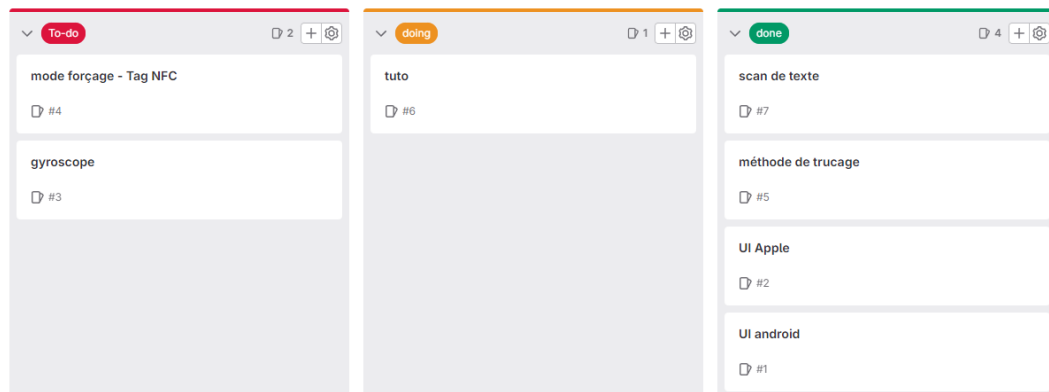 To-do
2
mode forçage - Tag NFC
#4
gyroscope
#3
doing
1
tuto
#6
done
4
scan de texte
#7
méthode de trucage
#5
UI Apple
#2
UI android
#1